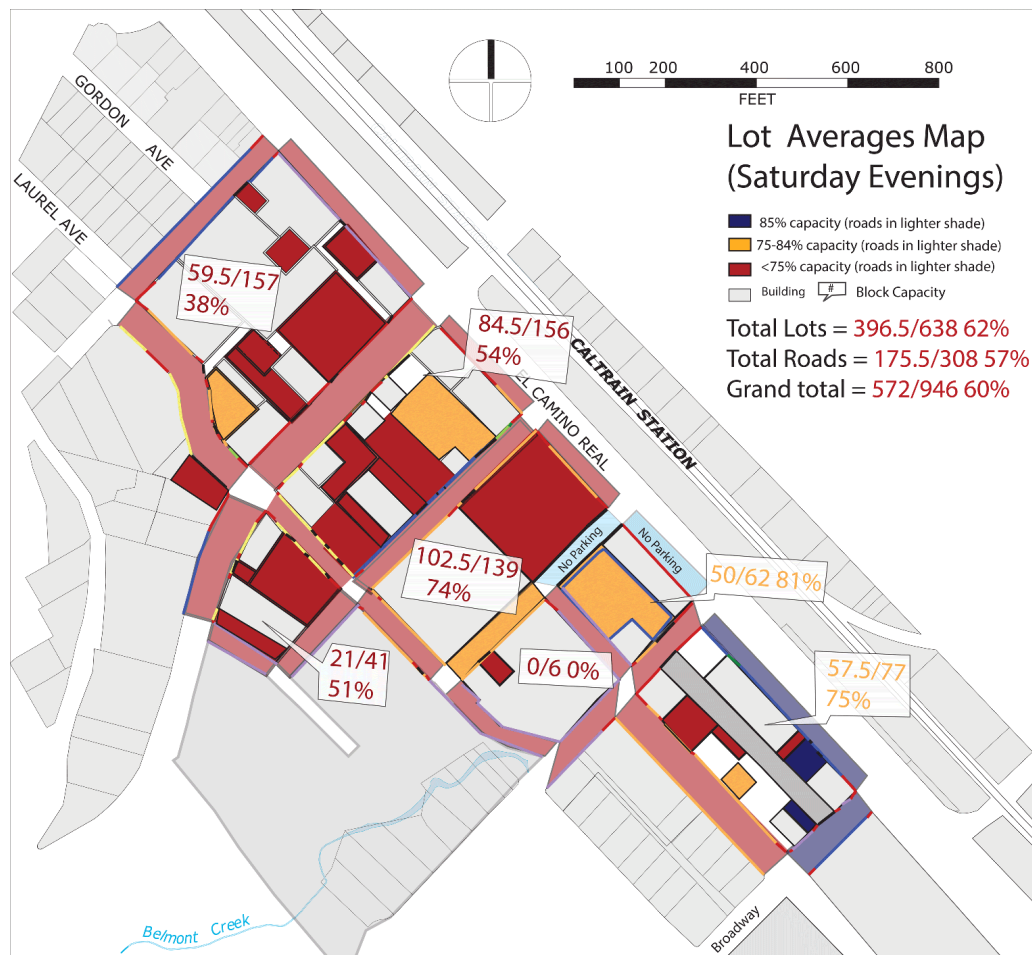 GORDON AVE
LAUREL AVE
100 200 400 600 800
FEET
Lot Averages Map
(Saturday Evenings)
85% capacity (roads in lighter shade)
75-84% capacity (roads in lighter shade)
<75% capacity (roads in lighter shade)
Building # Block Capacity
Total Lots = 396.5/638 62%
Total Roads = 175.5/308 57%
Grand total = 572/946 60%
59.5/157
38%
84.5/156
54%
CALTRAIN STATION
EL CAMINO REAL
No Parking
No Parking
102.5/139
74%
50/62 81%
21/41
51%
0/6 0%
57.5/77
75%
Belmont Creek
Broadway